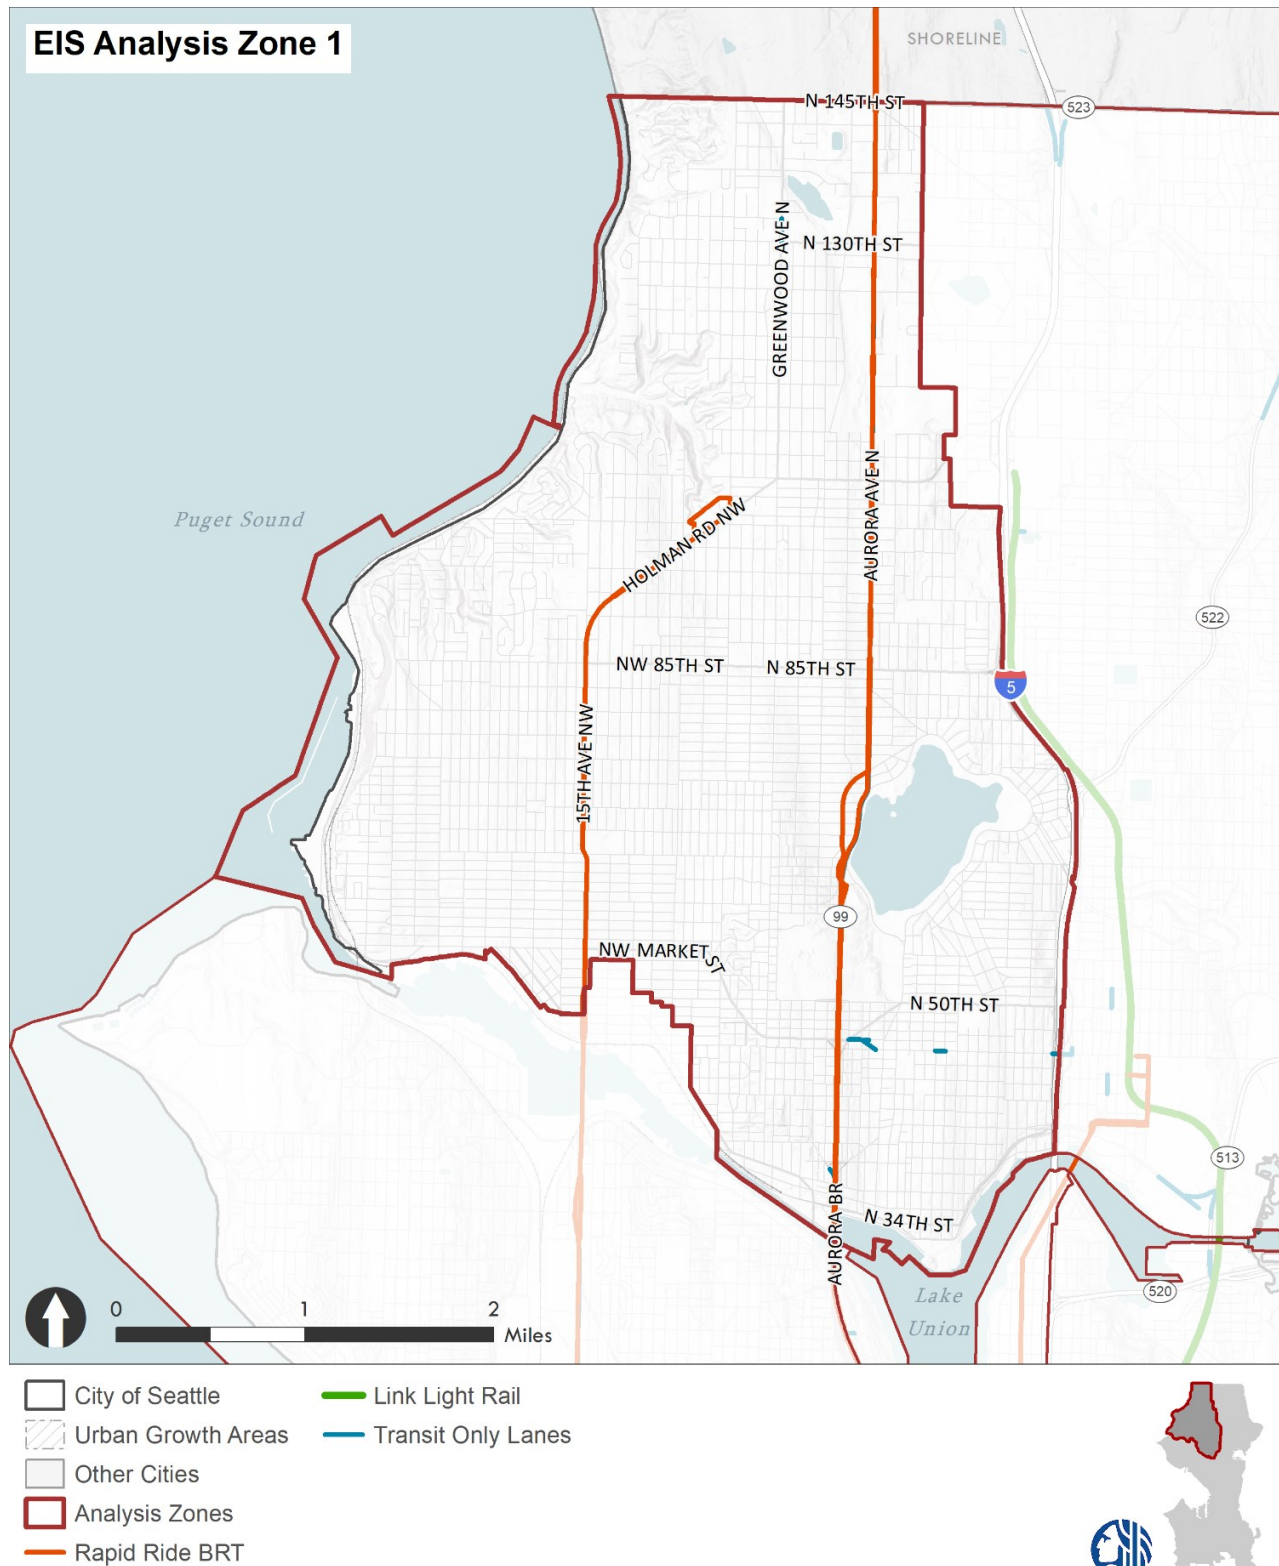 EIS Analysis Zone 1
SHORELINE
N 145TH ST
523
GREENWOOD AVE N
N 130TH ST
Puget Sound
HOLMAN RD NW
AURORA AVE N
522
NW 85TH ST
N 85TH ST
5
15TH AVE NW
99
NW MARKET ST
N 50TH ST
513
N 34TH ST
AURORA BR
520
Lake
Union
0 1 2
Miles
City of Seattle
Link Light Rail
Urban Growth Areas
Transit Only Lanes
Other Cities
Analysis Zones
Rapid Ride BRT